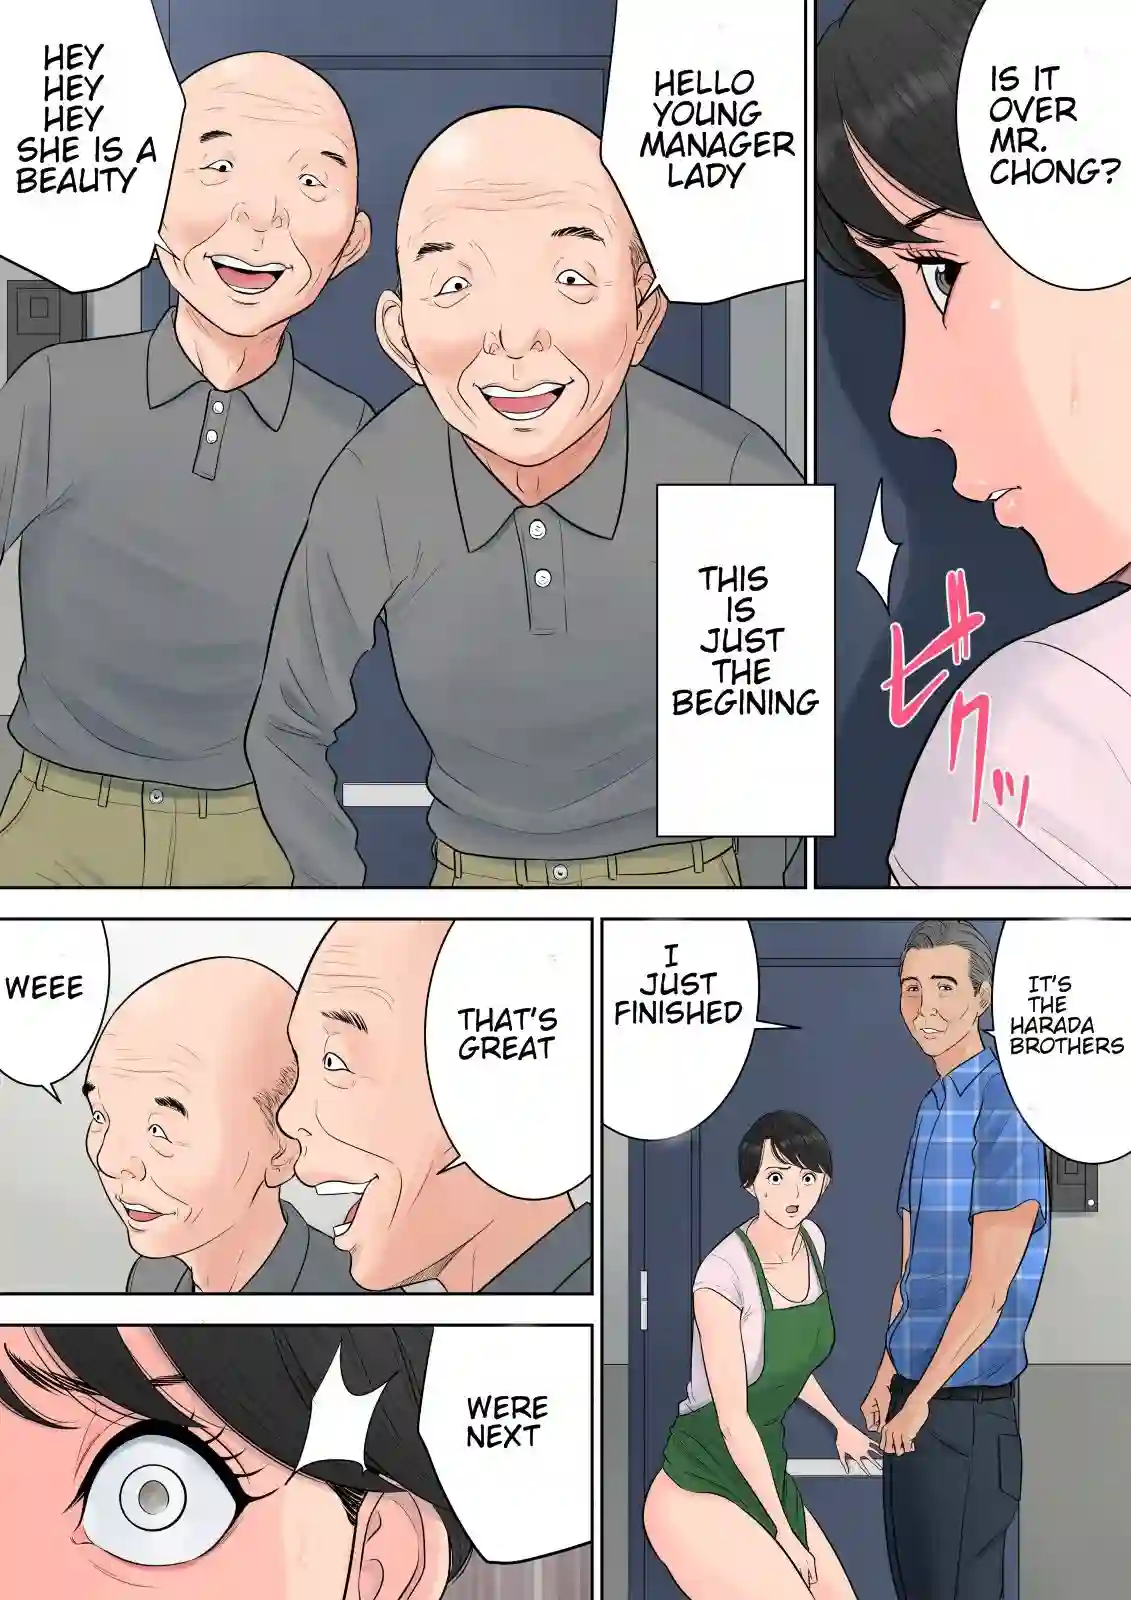 IS IT
OVER
MR.
CHONG?
ビクッ
HELLO
YOUNG
MANAGER
LADY
HEY
HEY
HEY
SHE IS A
BEAUTY
THIS
IS
JUST
THE
BEGINING
IT'S
THE
HARADA
BROTHERS
I
JUST
FINISHED
THAT'S
GREAT
WEEE
WERE
NEXT